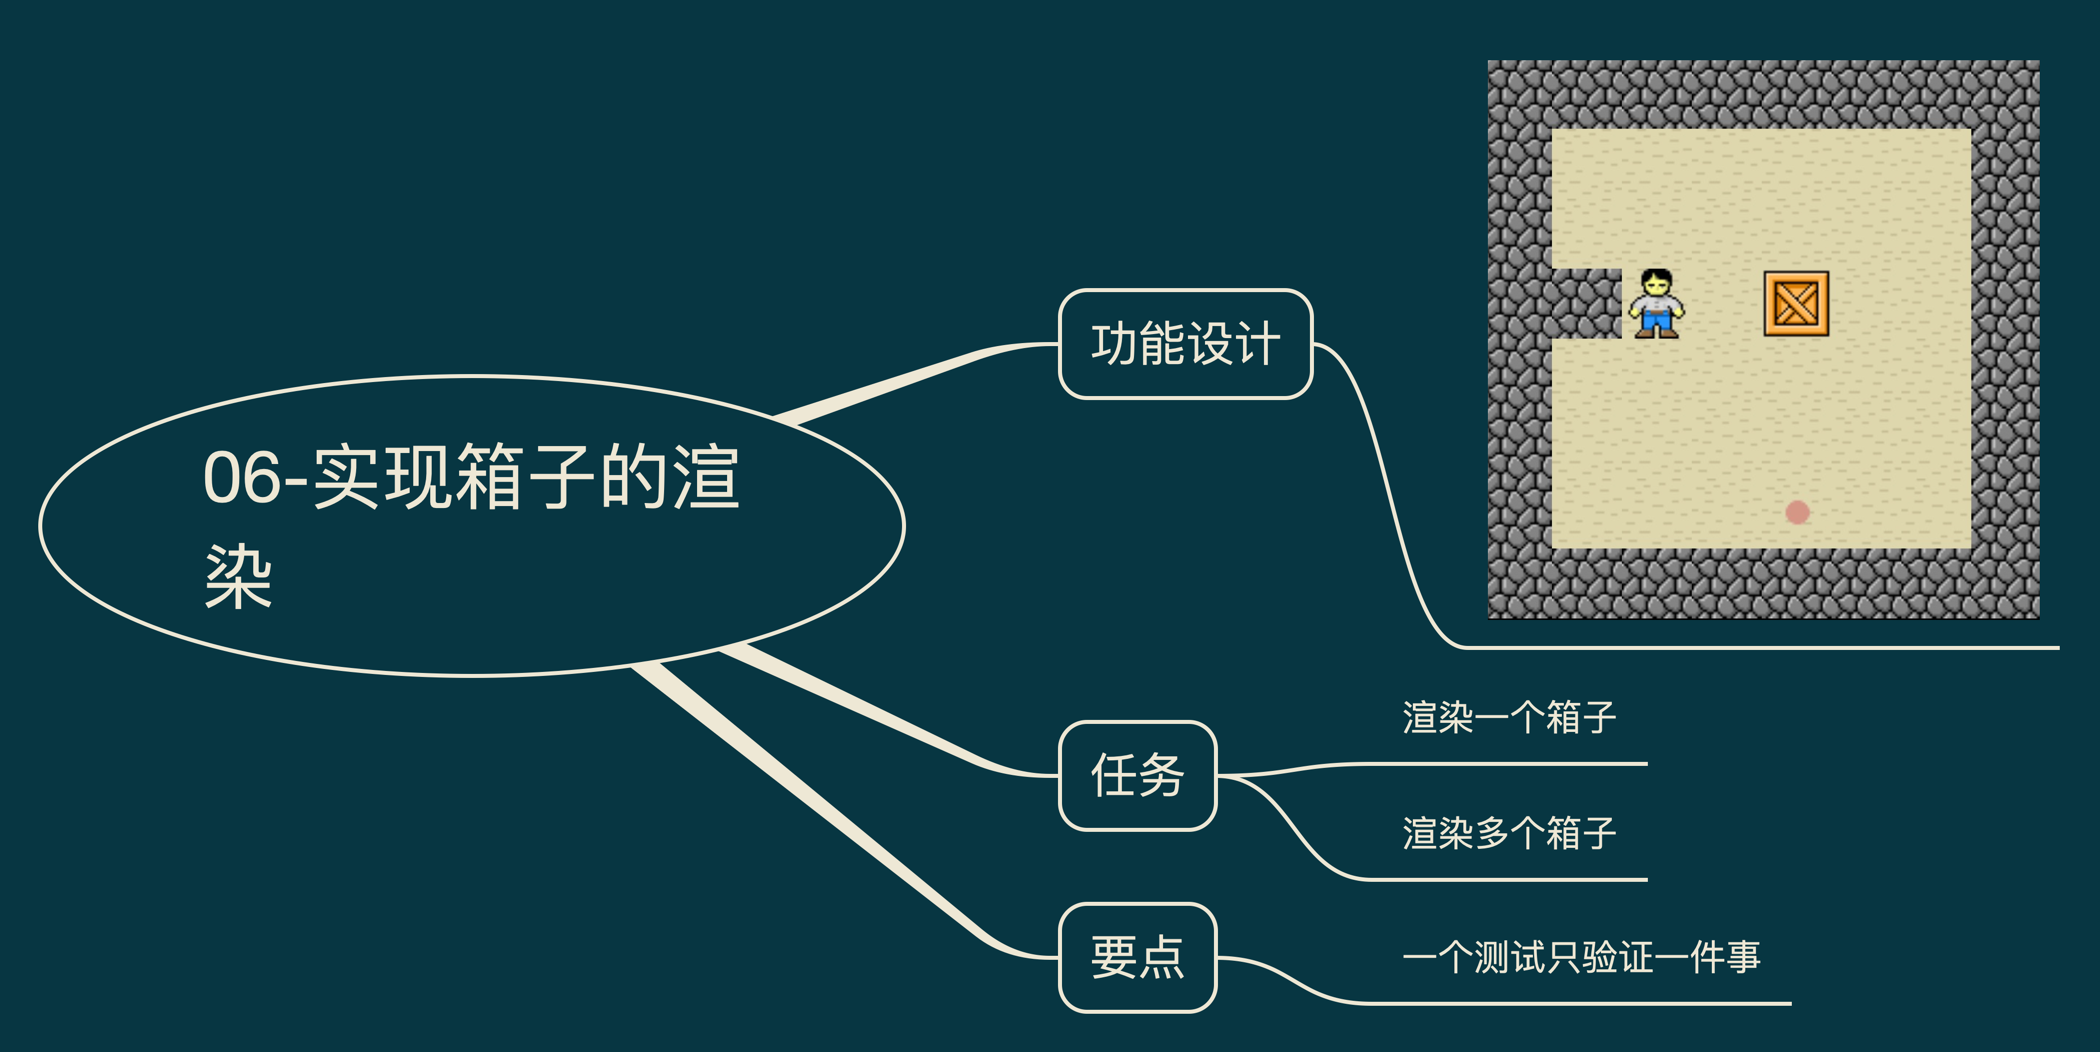 06-实现箱子的渲
染
功能设计
任务
渲染一个箱子
渲染多个箱子
要点
一个测试只验证一件事